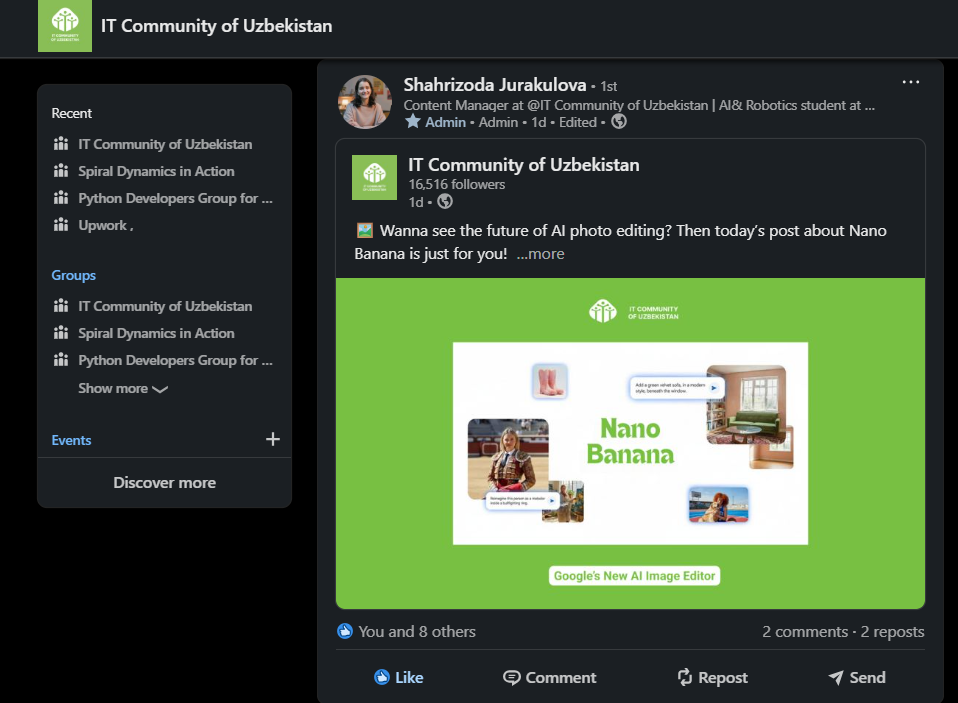 IT Community of Uzbekistan
Recent
IT Community of Uzbekistan
Spiral Dynamics in Action
Python Developers Group for ...
Upwork ,
Groups
IT Community of Uzbekistan
Spiral Dynamics in Action
Python Developers Group for ...
Show more
Events
Discover more
Shahrizoda Jurakulova • 1st
Content Manager at @IT Community of Uzbekistan | AI& Robotics student at ...
Admin • Admin • 1d • Edited •
IT Community of Uzbekistan
16,516 followers
1d •
Wanna see the future of AI photo editing? Then today’s post about Nano
Banana is just for you! ...more
IT COMMUNITY
OF UZBEKISTAN
Add a green velvet sofa, in a modern
style, beneath the window.
Nano
Banana
Reimagine this person as a matador
inside a bullfighting ring.
Google's New AI Image Editor
You and 8 others
2 comments · 2 reposts
Like
Comment
Repost
Send